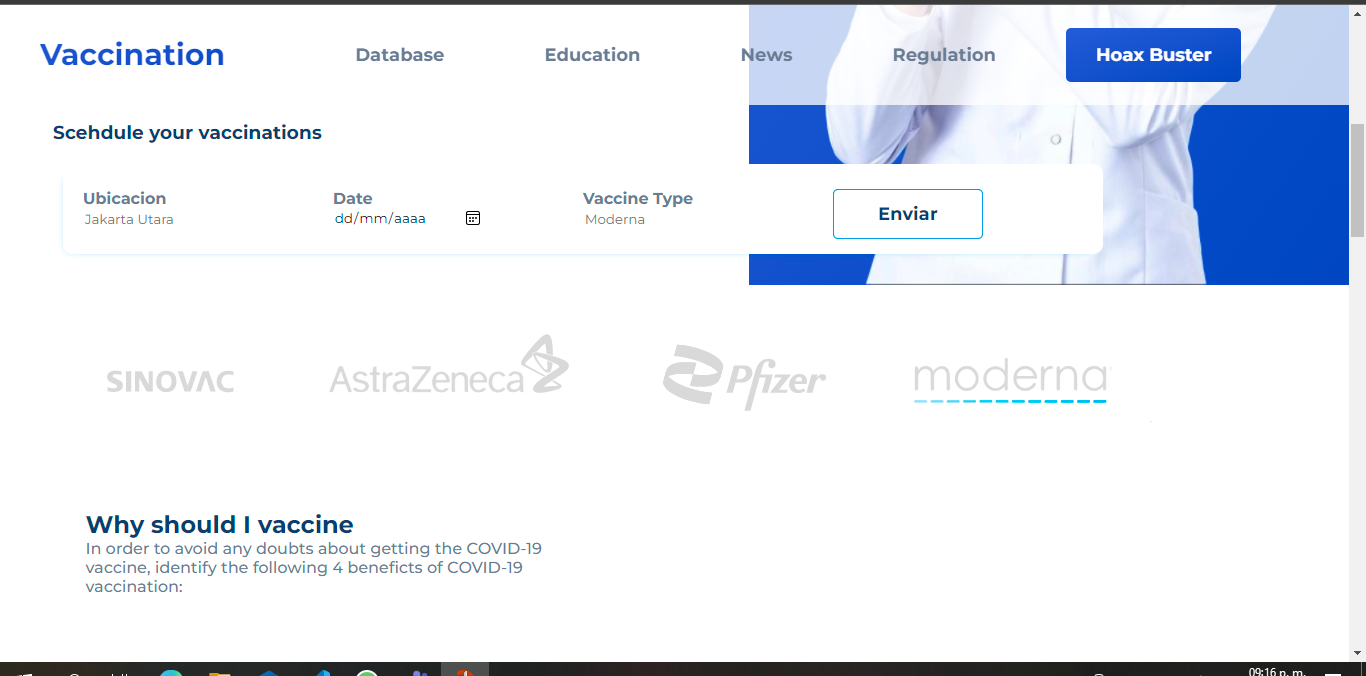 Vaccination Database Education News Regulation Hoax Buster
Scehdule your vaccinations
Ubicacion Date Vaccine Type Enviar
Jakarta Utara dd/mm/aaaa Moderna
SINOVAC AstraZeneca Pfizer moderna
Why should I vaccine
In order to avoid any doubts about getting the COVID-19
vaccine, identify the following 4 beneficts of COVID-19
vaccination:
09:16 p. m.